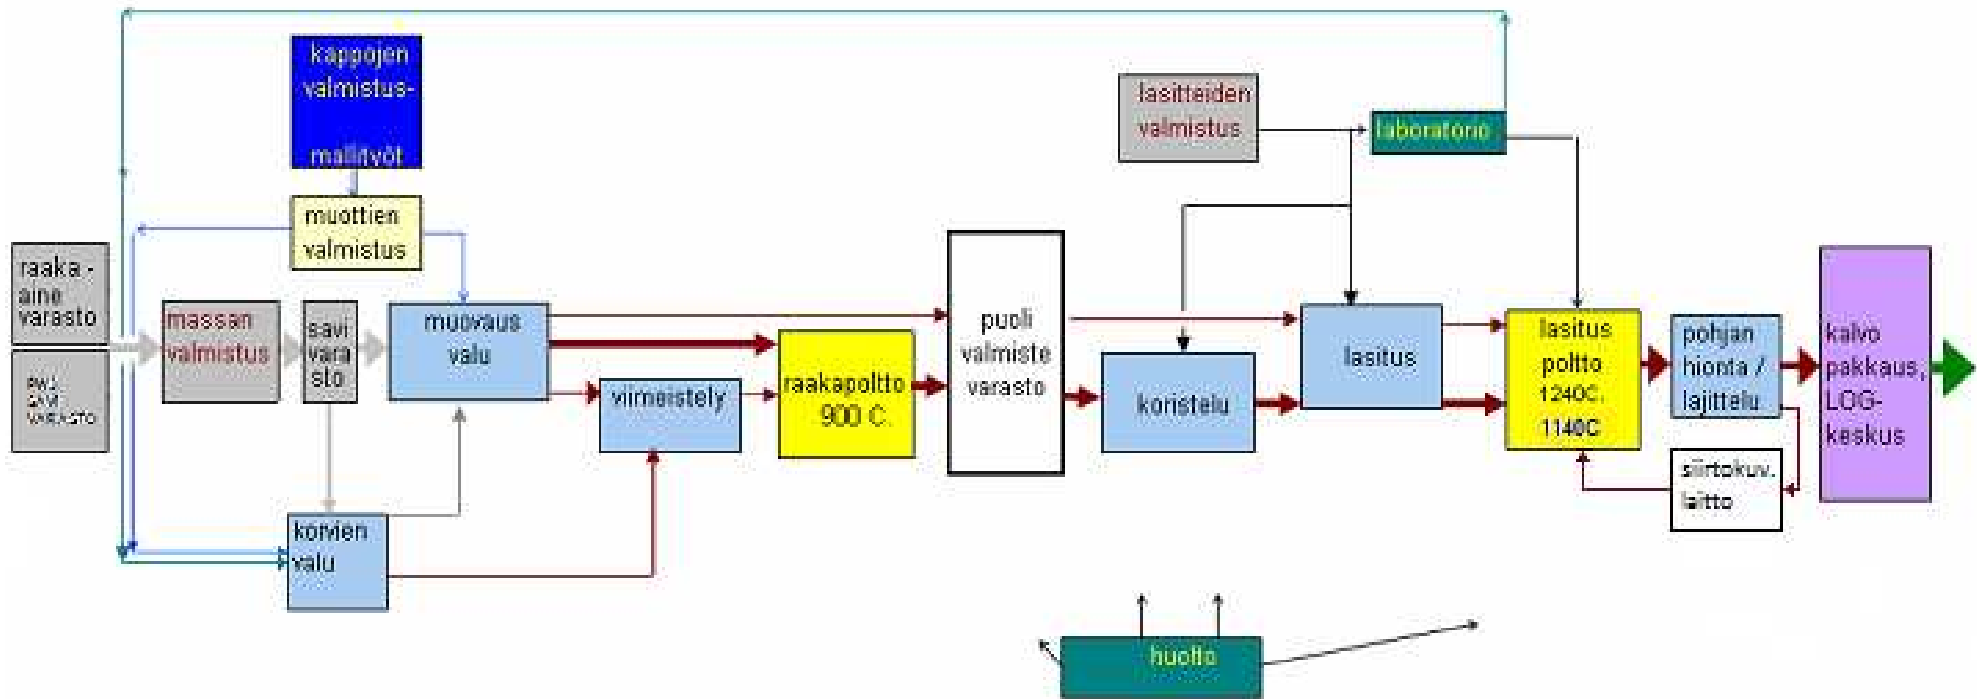 kappojen
valmistus-
mallityöt
muottien
valmistus
raaka -
aine
varasto
SAVI
VARASTO
massan
valmistus
savi
vara
sto
muovaus
valu
korvien
valu
viimeistely
raakapoltto
900 C.
puoli
valmiste
varasto
lasitteiden
valmistus
laboratorio
koristelu
lasitus
lasitus
poltto
1240C.
1140C
pohjan
hionta /
lajittelu
siirtokuv.
laitto
kalvo
pakkaus,
LOG-
keskus
huolto